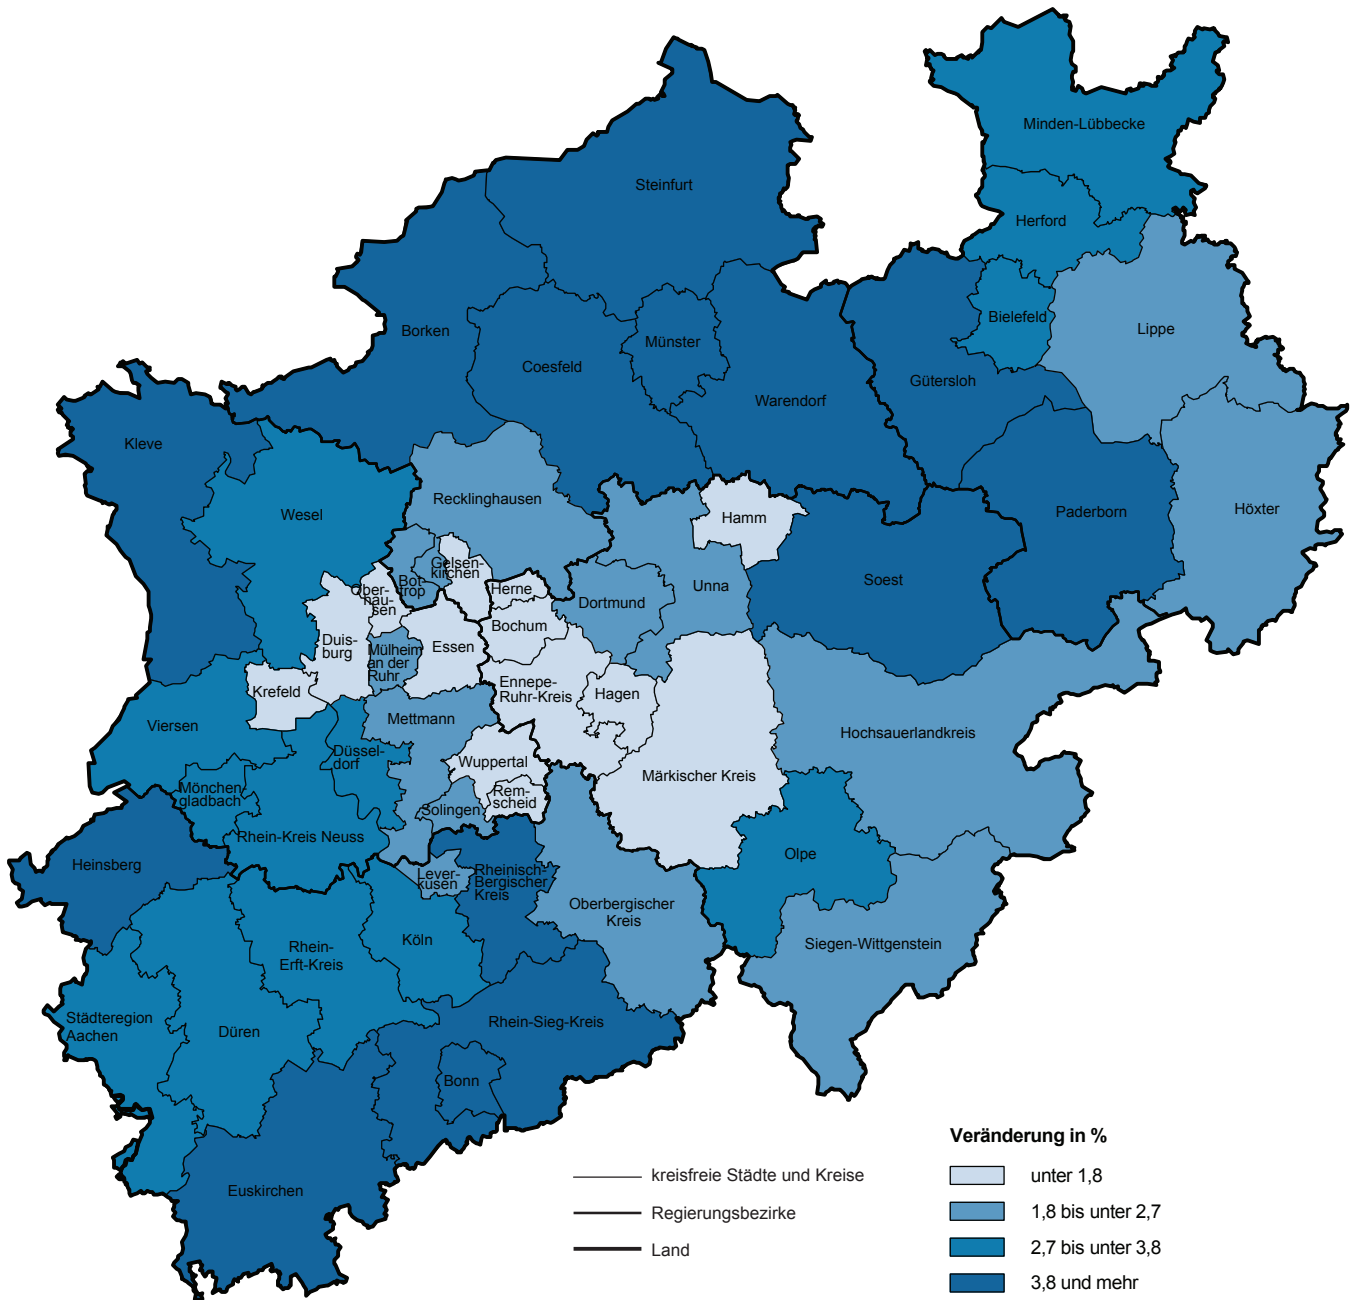 Minden-Lübbecke
Steinfurt
Herford
Bielefeld
Lippe
Borken
Münster
Coesfeld
Gütersloh
Warendorf
Kleve
Recklinghausen
Wesel
Hamm
Paderborn
Höxter
Gelsen-
kirchen
Bot-
trop
Ober-
hau-
sen
Herne
Dortmund
Unna
Soest
Bochum
Duis-
burg
Essen
Mülheim
an der
Ruhr
Krefeld
Ennepe-
Ruhr-Kreis
Hagen
Viersen
Mettmann
Hochsauerlandkreis
Düssel-
dorf
Wuppertal
Märkischer Kreis
Mönchen
gladbach
Rem-
scheid
Solingen
Rhein-Kreis Neuss
Heinsberg
Olpe
Lever-
kusen
Rheinisch-
Bergischer
Kreis
Oberbergischer
Kreis
Köln
Siegen-Wittgenstein
Rhein-
Erft-Kreis
Städteregion
Aachen
Düren
Rhein-Sieg-Kreis
Bonn
Euskirchen
kreisfreie Städte und Kreise
Regierungsbezirke
Land
Veränderung in %
unter 1,8
1,8 bis unter 2,7
2,7 bis unter 3,8
3,8 und mehr